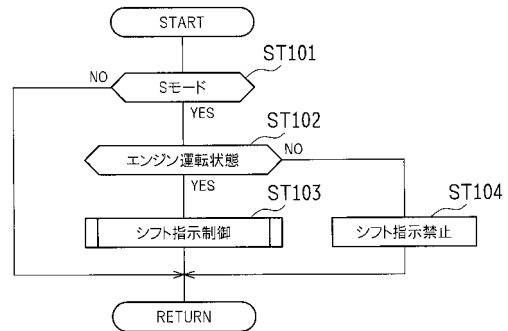 START
ST101
NO
Sモード
YES
ST102
エンジン運転状態
NO
YES
ST103
シフト指示制御
ST104
シフト指示禁止
RETURN